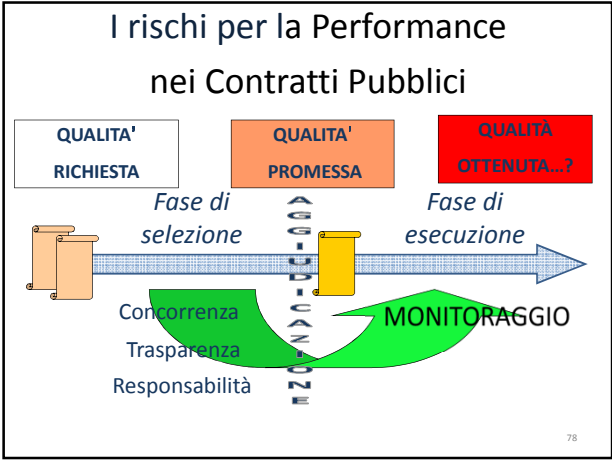 I rischi per la Performance
nei Contratti Pubblici
QUALITA'
RICHIESTA
QUALITA'
PROMESSA
QUALITÀ
OTTENUTA...?
Fase di
selezione
AGGIUDICAZIONE
Fase di
esecuzione
Concorrenza
Trasparenza
Responsabilità
MONITORAGGIO
78